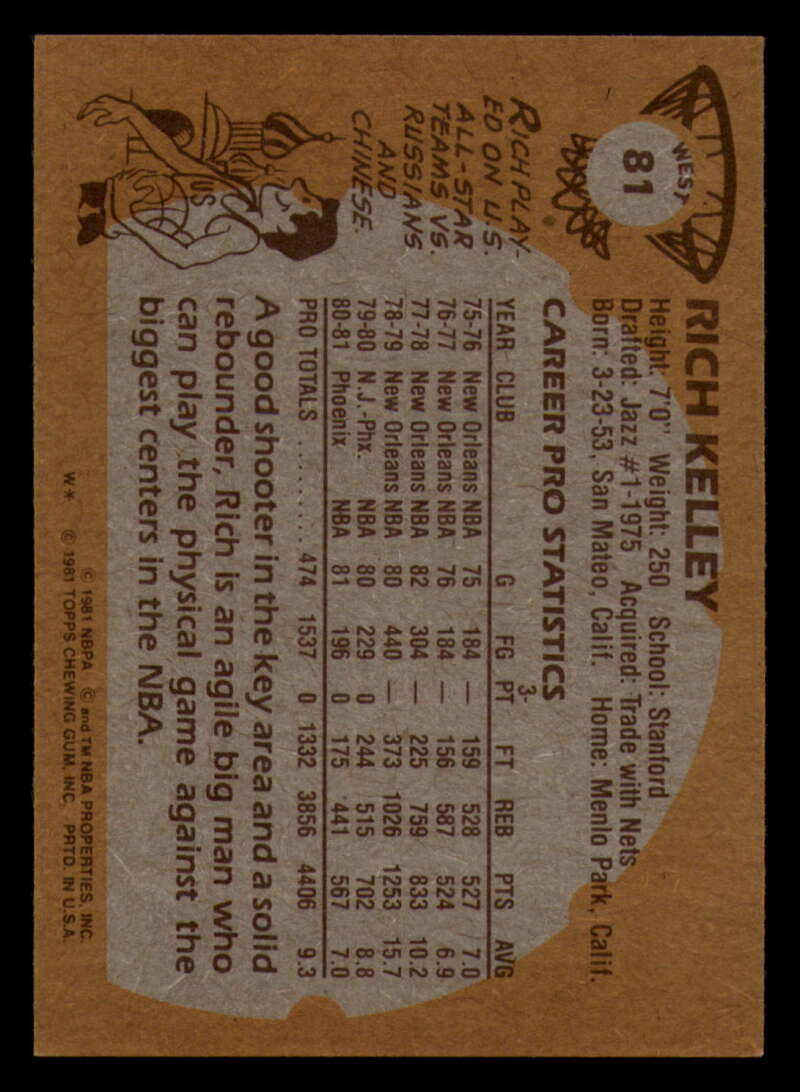 81
WEST
RICH KELLEY
Height: 7'0" Weight: 250 School: Stanford
Drafted: Jazz #1-1975 Acquired: Trade with Nets
Born: 3-23-53, San Mateo, Calif. Home: Menlo Park, Calif.
RICH PLAY-
ED ON U.S.
ALL-STAR
TEAMS VS.
RUSSIANS
AND
CHINESE.
US
CAREER PRO STATISTICS
YEAR CLUB G FG 3-PT FT REB PTS AVG
75-76 New Orleans NBA 75 184 — 159 528 527 7.0
76-77 New Orleans NBA 76 184 — 156 587 524 6.9
77-78 New Orleans NBA 82 304 — 225 759 833 10.2
78-79 New Orleans NBA 80 440 — 373 1026 1253 15.7
79-80 N.J.-Phx. NBA 80 229 0 244 515 702 8.8
80-81 Phoenix NBA 81 196 0 175 441 567 7.0
PRO TOTALS ......... 474 1537 0 1332 3856 4406 9.3
A good shooter in the key area and a solid
rebounder, Rich is an agile big man who
can play the physical game against the
biggest centers in the NBA.
© 1981 NBPA © and TM NBA PROPERTIES, INC.
W* © 1981 TOPPS CHEWING GUM, INC. PRTD. IN U.S.A.